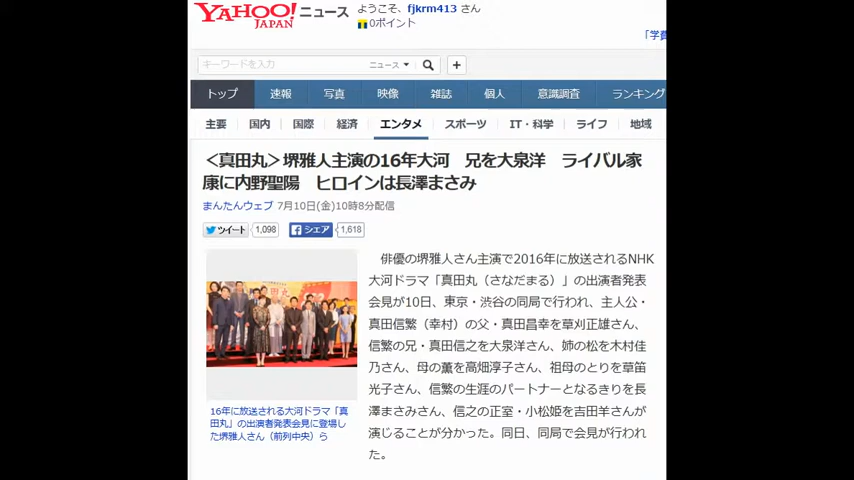 YAHOO! ニュース
JAPAN
ようこそ、fjkrm413 さん
0ポイント
「学費
キーワードを入力
ニュース
トップ 速報 写真 映像 雑誌 個人 意識調査 ランキング
主要 国内 国際 経済 エンタメ スポーツ IT・科学 ライフ 地域
＜真田丸＞堺雅人主演の16年大河　兄を大泉洋　ライバル家
康に内野聖陽　ヒロインは長澤まさみ
まんたんウェブ 7月10日(金)10時8分配信
ツイート 1,098 シェア 1,618
俳優の堺雅人さん主演で2016年に放送されるNHK
大河ドラマ「真田丸（さなだまる）」の出演者発表
会見が10日、東京・渋谷の同局で行われ、主人公・
真田信繁（幸村）の父・真田昌幸を草刈正雄さん、
信繁の兄・真田信之を大泉洋さん、姉の松を木村佳
乃さん、母の薫を高畑淳子さん、祖母のとりを草笛
光子さん、信繁の生涯のパートナーとなるきりを長
澤まさみさん、信之の正室・小松姫を吉田羊さんが
演じることが分かった。同日、同局で会見が行われ
た。
16年に放送される大河ドラマ「真
田丸」の出演者発表会見に登場し
た堺雅人さん（前列中央）ら